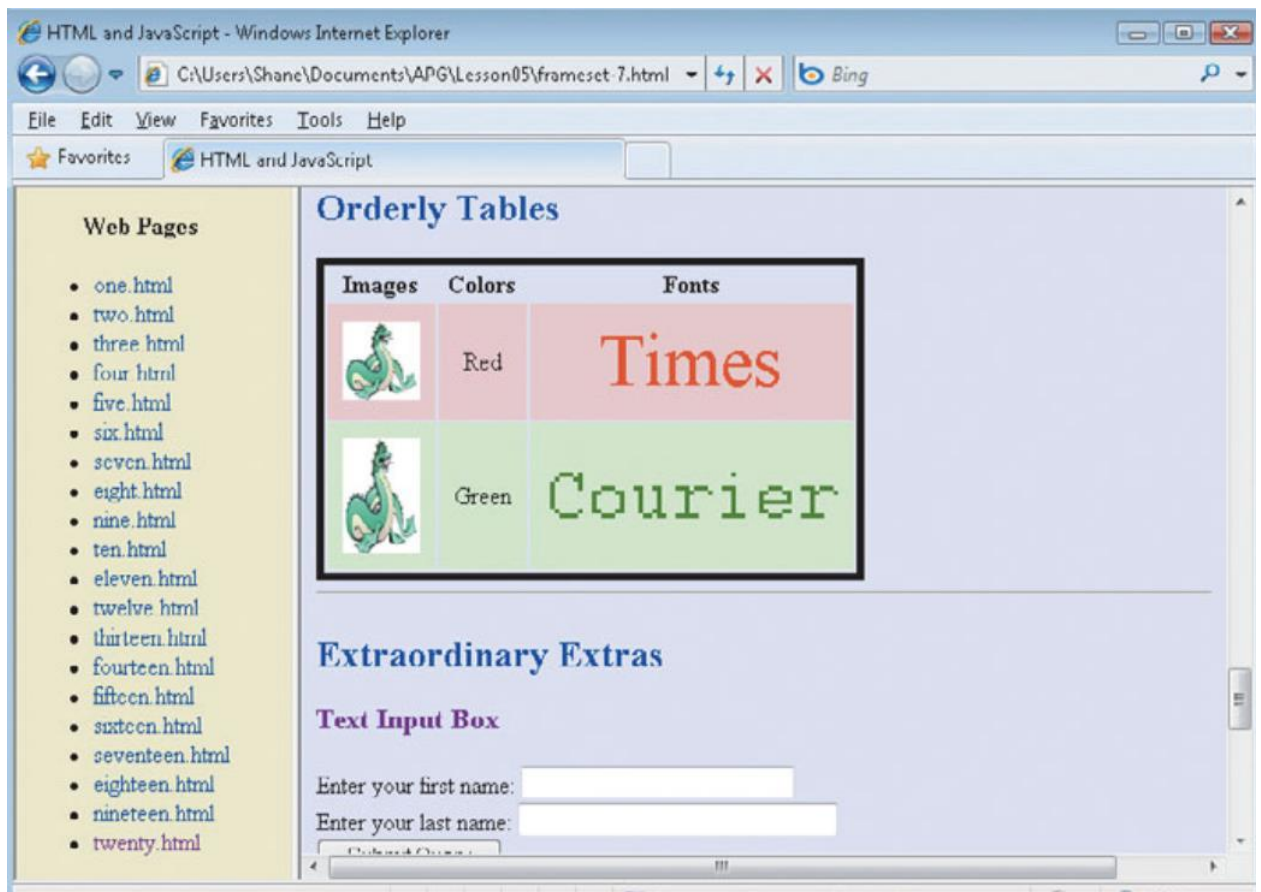 HTML and JavaScript - Windows Internet Explorer
C:\Users\Shane\Documents\APG\Lesson05\frameset-7.html
Bing
File Edit View Favorites Tools Help
Favorites
HTML and JavaScript
Web Pages
one.html
two.html
three.html
four.html
five.html
six.html
seven.html
eight.html
nine.html
ten.html
eleven.html
twelve.html
thirteen.html
fourteen.html
fifteen.html
sixteen.html
seventeen.html
eighteen.html
nineteen.html
twenty.html
Orderly Tables
Images Colors Fonts
Red Times
Green Courier
Extraordinary Extras
Text Input Box
Enter your first name:
Enter your last name: